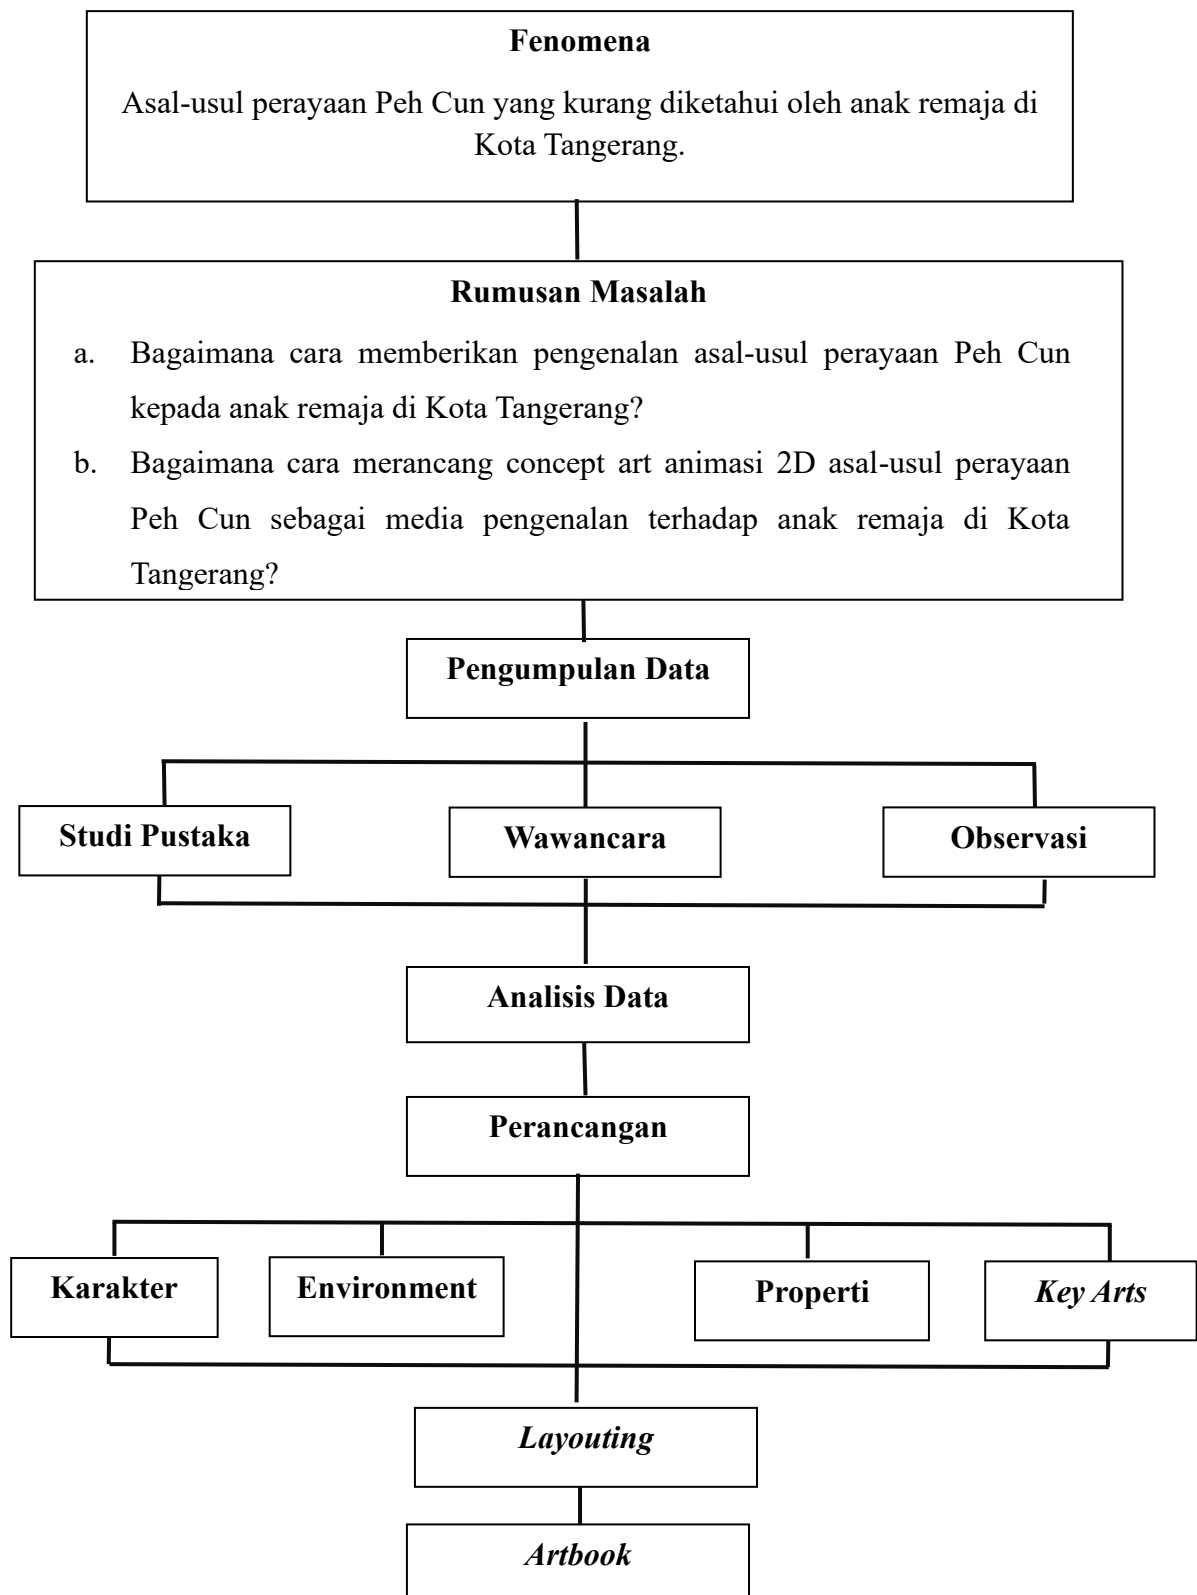 Fenomena
Asal-usul perayaan Peh Cun yang kurang diketahui oleh anak remaja di
Kota Tangerang.
Rumusan Masalah
a. Bagaimana cara memberikan pengenalan asal-usul perayaan Peh Cun
kepada anak remaja di Kota Tangerang?
b. Bagaimana cara merancang concept art animasi 2D asal-usul perayaan
Peh Cun sebagai media pengenalan terhadap anak remaja di Kota
Tangerang?
Pengumpulan Data
Studi Pustaka
Wawancara
Observasi
Analisis Data
Perancangan
Karakter
Environment
Properti
Key Arts
Layouting
Artbook